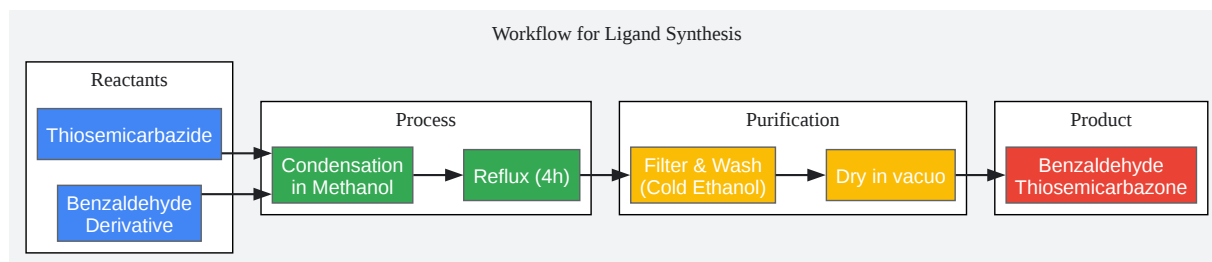 Workflow for Ligand Synthesis
Reactants
Thiosemicarbazide
Benzaldehyde
Derivative
Process
Condensation
in Methanol
Reflux (4h)
Purification
Filter & Wash
(Cold Ethanol)
Dry in vacuo
Product
Benzaldehyde
Thiosemicarbazone